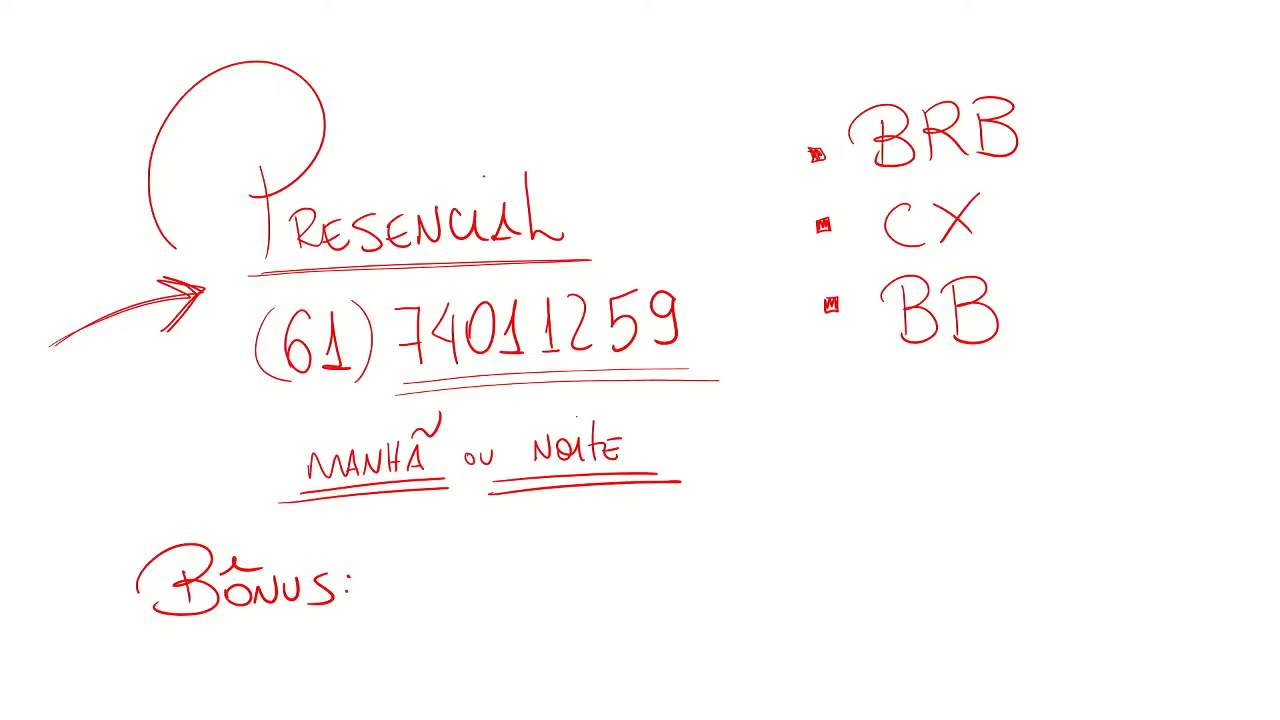 PRESENCIAL
(61) 74011259
MANHÃ OU NOITE
BÔNUS:
▪ BRB
▪ CX
▪ BB